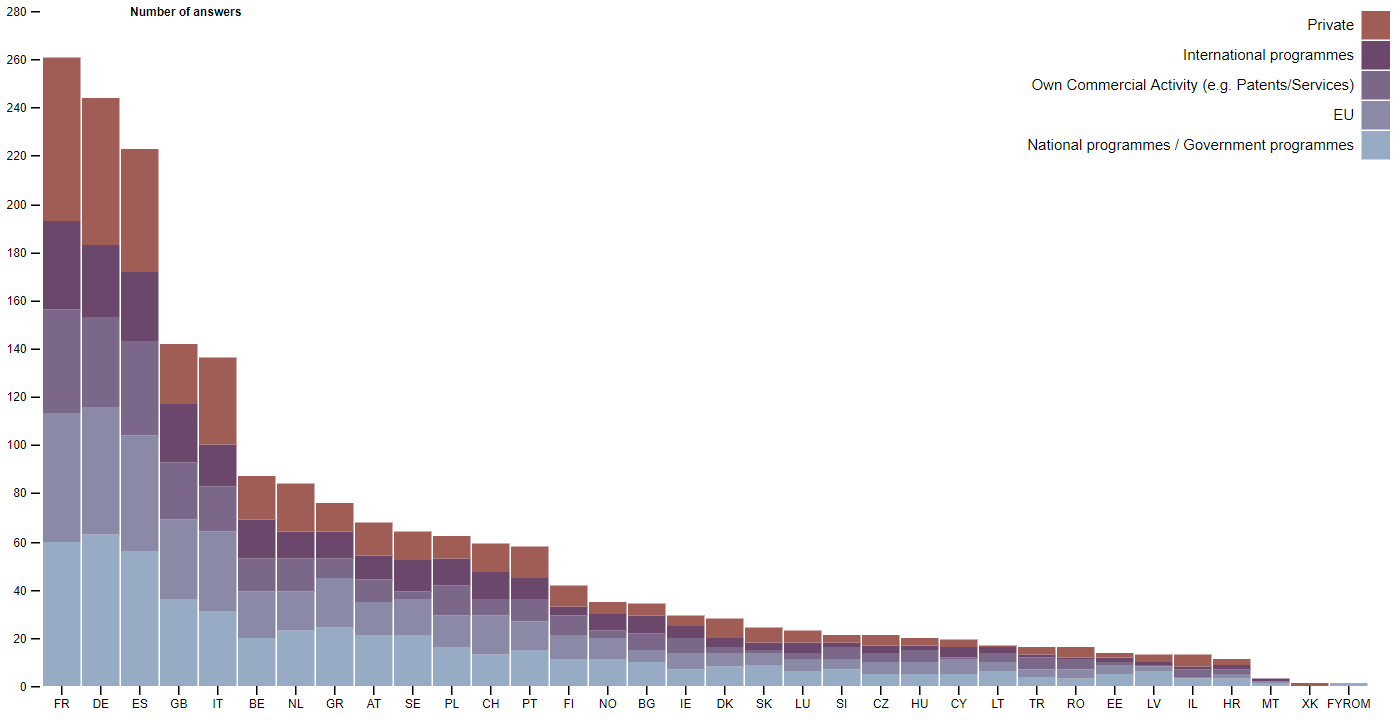 Number of answers
Private
International programmes
Own Commercial Activity (e.g. Patents/Services)
EU
National programmes / Government programmes
280
260
240
220
200
180
160
140
120
100
80
60
40
20
0
FR DE ES GB IT BE NL GR AT SE PL CH PT FI NO BG IE DK SK LU SI CZ HU CY LT TR RO EE LV IL HR MT XK FYROM